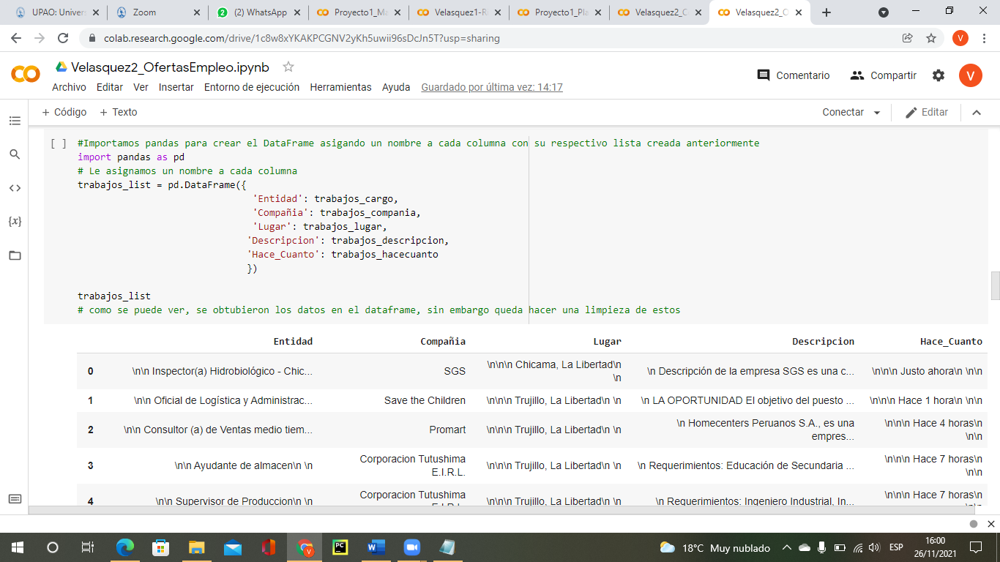 UPAO: Univers
Zoom
(2) WhatsApp
Proyecto1_Ma
Velasquez1-R
Proyecto1_Pla
Velasquez2_C
Velasquez2_O
colab.research.google.com/drive/1c8w8xYKAKPCGNV2yKh5uwii96sDcJn5T?usp=sharing
V
CO
Velasquez2_OfertasEmpleo.ipynb
Comentario
Compartir
V
Archivo Editar Ver Insertar Entorno de ejecución Herramientas Ayuda Guardado por última vez: 14:17
+ Código + Texto
Conectar
Editar
[ ] #Importamos pandas para crear el DataFrame asigando un nombre a cada columna con su respectivo lista creada anteriormente
import pandas as pd
# Le asignamos un nombre a cada columna
trabajos_list = pd.DataFrame({
'Entidad': trabajos_cargo,
'Compañia': trabajos_compania,
'Lugar': trabajos_lugar,
'Descripcion': trabajos_descripcion,
'Hace_Cuanto': trabajos_hacecuanto
})
trabajos_list
# como se puede ver, se obtubieron los datos en el dataframe, sin embargo queda hacer una limpieza de estos
Entidad Compañia Lugar Descripcion Hace_Cuanto
0 \n\n Inspector(a) Hidrobiológico - Chic... SGS \n\n\n Chicama, La Libertad\n \n \n Descripción de la empresa SGS es una c... \n\n\n Justo ahora\n \n\n
1 \n\n Oficial de Logística y Administrac... Save the Children \n\n\n Trujillo, La Libertad\n \n \n LA OPORTUNIDAD El objetivo del puesto ... \n\n\n Hace 1 hora\n \n\n
2 \n\n Consultor (a) de Ventas medio tiem... Promart \n\n\n Trujillo, La Libertad\n \n \n Homecenters Peruanos S.A., es una empres... \n\n\n Hace 4 horas\n \n\n
3 \n\n Ayudante de almacen\n \n Corporacion Tutushima E.I.R.L. \n\n\n Trujillo, La Libertad\n \n \n Requerimientos: Educación de Secundaria ... \n\n\n Hace 7 horas\n \n\n
4 \n\n Supervisor de Produccion\n \n Corporacion Tutushima E.I.R.L. \n\n\n Trujillo, La Libertad\n \n \n Requerimientos: Ingeniero Industrial, In... \n\n\n Hace 7 horas\n \n\n
18°C Muy nublado
ESP
16:00
26/11/2021